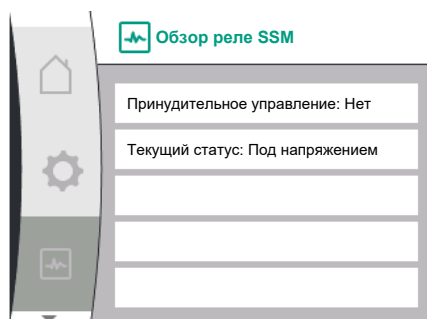 Обзор реле SSM
Принудительное управление: Нет
Текущий статус: Под напряжением